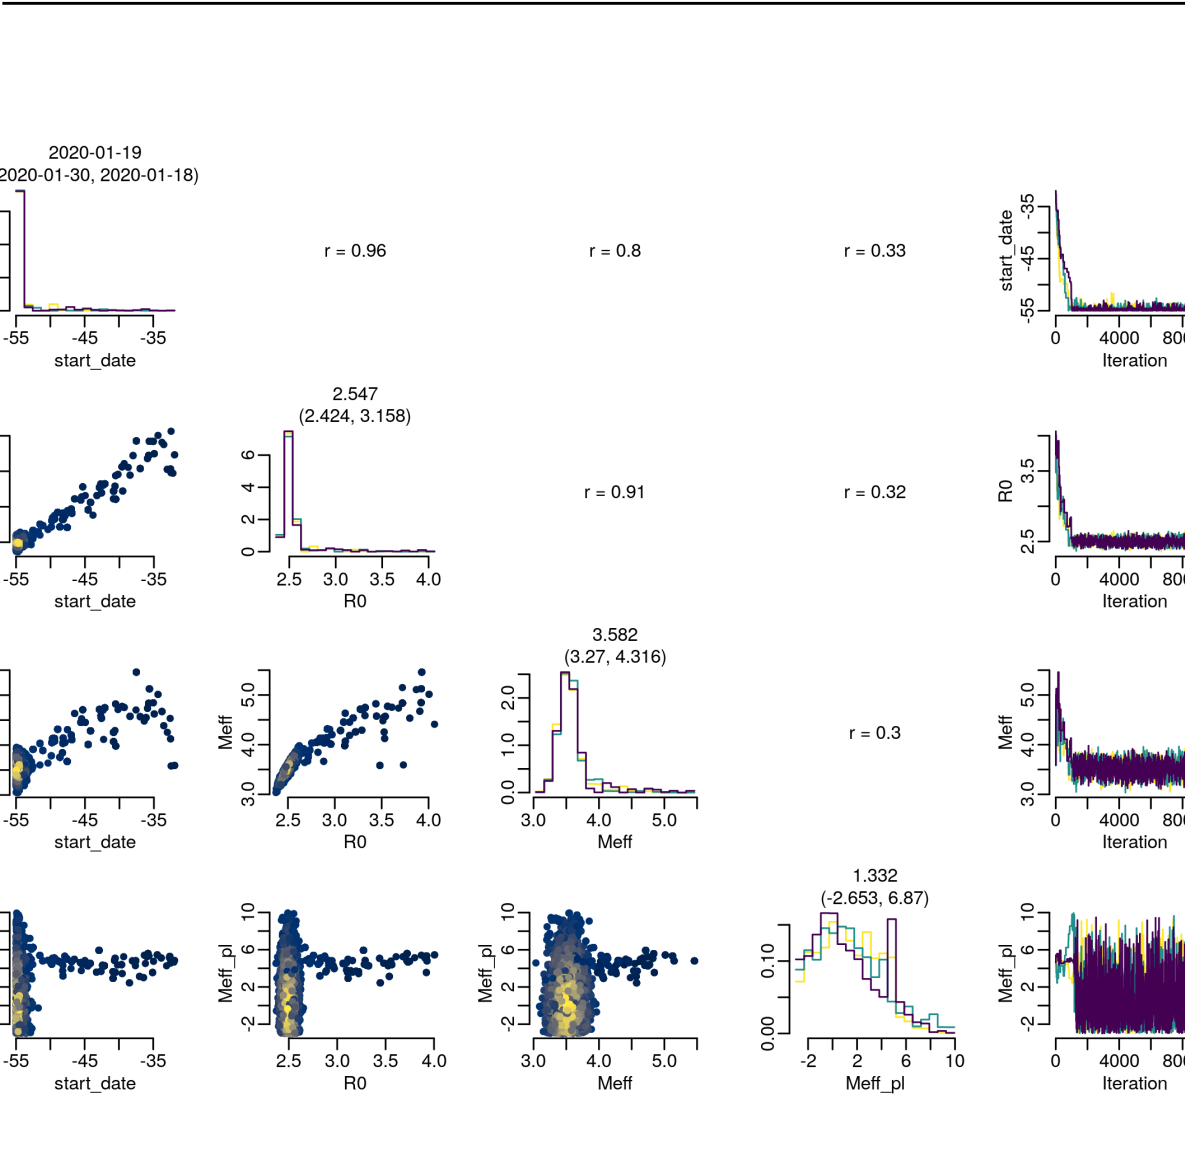 2020-01-19
2020-01-30, 2020-01-18)
-55 -45 -35
start_date
r = 0.96
r = 0.8
r = 0.33
start_date
-35
-45
-55
0 4000 800
Iteration
-55 -45 -35
start_date
2.547
(2.424, 3.158)
6
4
2
0
2.5 3.0 3.5 4.0
R0
r = 0.91
r = 0.32
R0
3.5
2.5
0 4000 800
Iteration
-55 -45 -35
start_date
Meff
5.0
4.0
3.0
2.5 3.0 3.5 4.0
R0
3.582
(3.27, 4.316)
2.0
1.0
0.0
3.0 4.0 5.0
Meff
r = 0.3
Meff
5.0
4.0
3.0
0 4000 800
Iteration
-55 -45 -35
start_date
Meff_pl
10
6
2
-2
2.5 3.0 3.5 4.0
R0
Meff_pl
10
6
2
-2
3.0 4.0 5.0
Meff
1.332
(-2.653, 6.87)
0.10
0.00
-2 2 6 10
Meff_pl
Meff_pl
10
6
2
-2
0 4000 800
Iteration